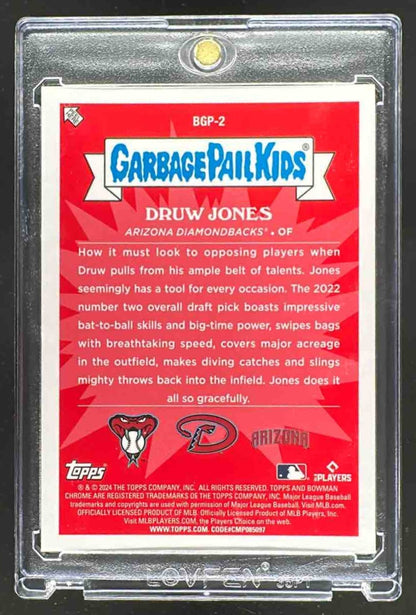 BGP-2
GARBAGE PAIL KIDS®
DRUW JONES
ARIZONA DIAMONDBACKS® • OF
How it must look to opposing players when
Druw pulls from his ample belt of talents. Jones
seemingly has a tool for every occasion. The 2022
number two overall draft pick boasts impressive
bat-to-ball skills and big-time power, swipes bags
with breathtaking speed, covers major acreage
in the outfield, makes diving catches and slings
mighty throws back into the infield. Jones does it
all so gracefully.
D
ARIZONA
Topps
PLAYERS
® & © 2024 THE TOPPS COMPANY, INC. ALL RIGHTS RESERVED. TOPPS AND BOWMAN
CHROME ARE REGISTERED TRADEMARKS OF THE TOPPS COMPANY, INC. Major League Baseball
trademarks and copyrights are used with permission of Major League Baseball. Visit MLB.com.
OFFICIALLY LICENSED PRODUCT OF MLB. Officially Licensed Product of MLB Players, Inc.
Visit MLBPLAYERS.com, the Players Choice on the web.
WWW.TOPPS.COM CODE#CMP085097